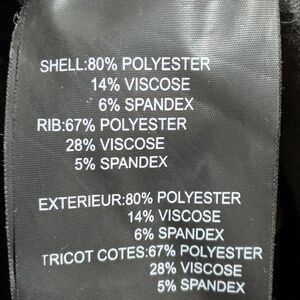 SHELL:80% POLYESTER
14% VISCOSE
6% SPANDEX
RIB:67% POLYESTER
28% VISCOSE
5% SPANDEX
EXTERIEUR:80% POLYESTER
14% VISCOSE
6% SPANDEX
TRICOT COTES:67% POLYESTER
28% VISCOSE
5% SPANDEX